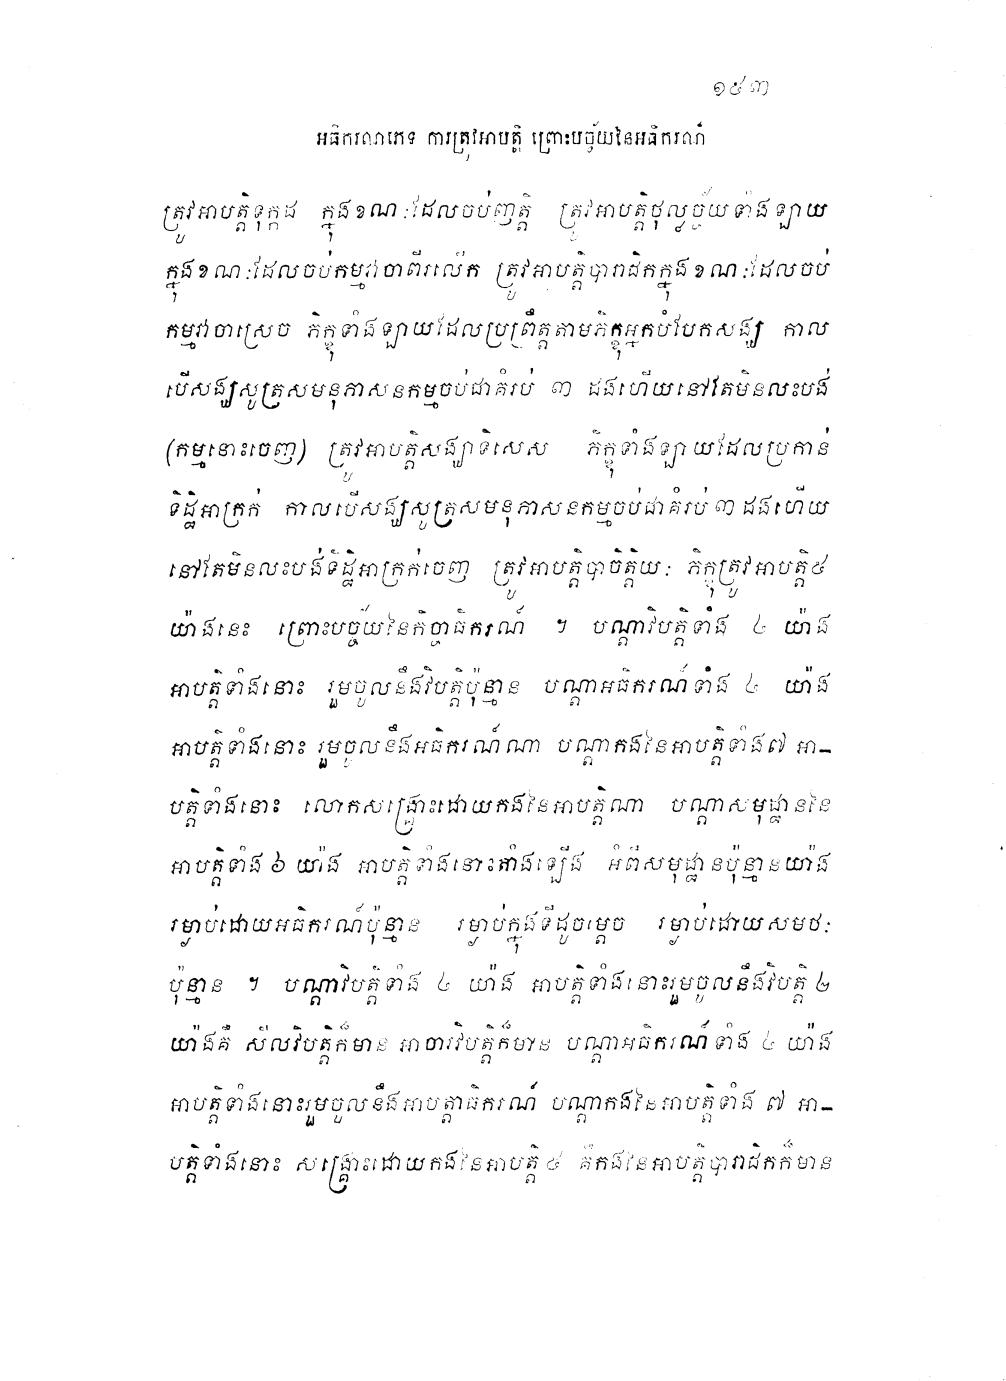 ១៥៣
អធិករណភេទ ការត្រូវអាបត្តិ ព្រោះបច្ច័យនៃអធិករណ៍
ត្រូវអាបត្តិទុក្កដ ក្នុងខណៈដែលចប់ញត្តិ ត្រូវអាបត្តិថុល្លច្ច័យទាំងឡាយ
ក្នុងខណៈដែលចប់កម្មវាចាពីរលើក ត្រូវអាបត្តិបារាជិកក្នុងខណៈដែលចប់
កម្មវាចាស្រេច ភិក្ខុទាំងឡាយដែលប្រព្រឹត្តតាមភិក្ខុអ្នកបំបែកសង្ឃ កាល
បើសង្ឃសូត្រសមនុភាសនកម្មចប់ជាគំរប់ ៣ ដងហើយនៅតែមិនលះបង់
(កម្មនោះចេញ) ត្រូវអាបត្តិសង្ឃាទិសេស ភិក្ខុទាំងឡាយដែលប្រកាន់
ទិដ្ឋិអាក្រក់ កាលបើសង្ឃសូត្រសមនុភាសនកម្មចប់ជាគំរប់ ៣ ដងហើយ
នៅតែមិនលះបង់ទិដ្ឋិអាក្រក់ចេញ ត្រូវអាបត្តិបាចិត្តិយៈ ភិក្ខុត្រូវអាបត្តិ៥
យ៉ាងនេះ ព្រោះបច្ច័យនៃកិច្ចាធិករណ៍ ។ បណ្តាវិបត្តិទាំង ៤ យ៉ាង
អាបត្តិទាំងនោះ រួមចូលនឹងវិបត្តិប៉ុន្មាន បណ្តាអធិករណ៍ទាំង ៤ យ៉ាង
អាបត្តិទាំងនោះ រួមចូលនឹងអធិករណ៍ណា បណ្តាកងនៃអាបត្តិទាំង៧ អា-
បត្តិទាំងនោះ លោកសង្គ្រោះដោយកងនៃអាបត្តិណា បណ្តាសមុដ្ឋាននៃ
អាបត្តិទាំង ៦ យ៉ាង អាបត្តិទាំងនោះតាំងឡើង អំពីសមុដ្ឋានប៉ុន្មានយ៉ាង
រម្ងាប់ដោយអធិករណ៍ប៉ុន្មាន រម្ងាប់ក្នុងទីដូចម្តេច រម្ងាប់ដោយសមថៈ
ប៉ុន្មាន ។ បណ្តាវិបត្តិទាំង ៤ យ៉ាង អាបត្តិទាំងនោះរួមចូលនឹងវិបត្តិ ២
យ៉ាងគឺ សីលវិបត្តិក៏មាន អាចារវិបត្តិក៏មាន បណ្តាអធិករណ៍ទាំង ៤ យ៉ាង
អាបត្តិទាំងនោះរួមចូលនឹងអាបត្តាធិករណ៍ បណ្តាកងនៃអាបត្តិទាំង ៧ អា-
បត្តិទាំងនោះ សង្គ្រោះដោយកងនៃអាបត្តិ ៥ គឺកងនៃអាបត្តិបារាជិកក៏មាន